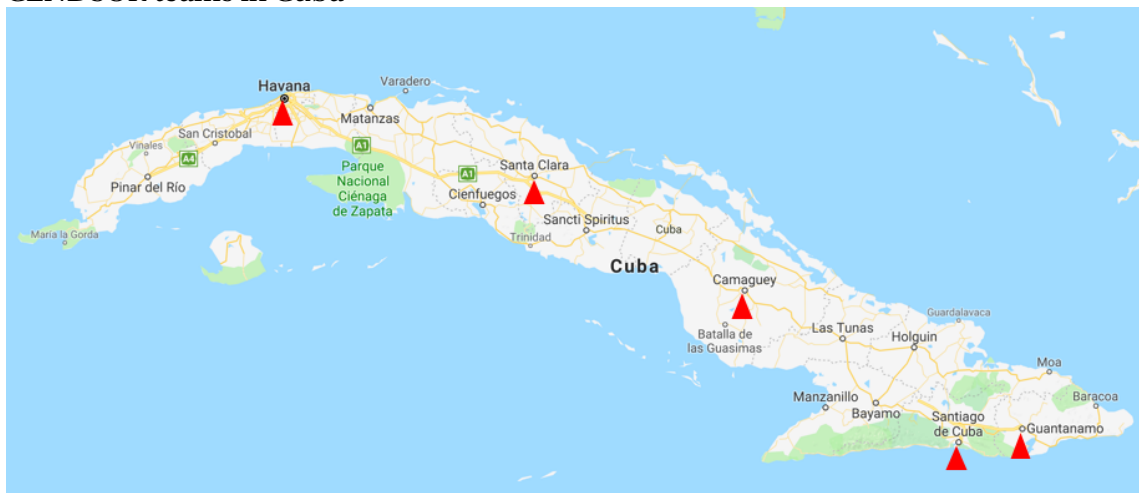 Havana
Varadero
Matanzas
San Cristobal
Vinales
A4
Pinar del Río
Maria la Gorda
A1
Parque
Nacional
Ciénaga
de Zapata
A1
Santa Clara
Cienfuegos
Sancti Spiritus
Trinidad
Cuba
Cuba
Camaguey
Batalla de
las Guasimas
Las Tunas
Guardalavaca
Holguin
Moa
Manzanillo
Bayamo
Santiago
de Cuba
Baracoa
Guantanamo